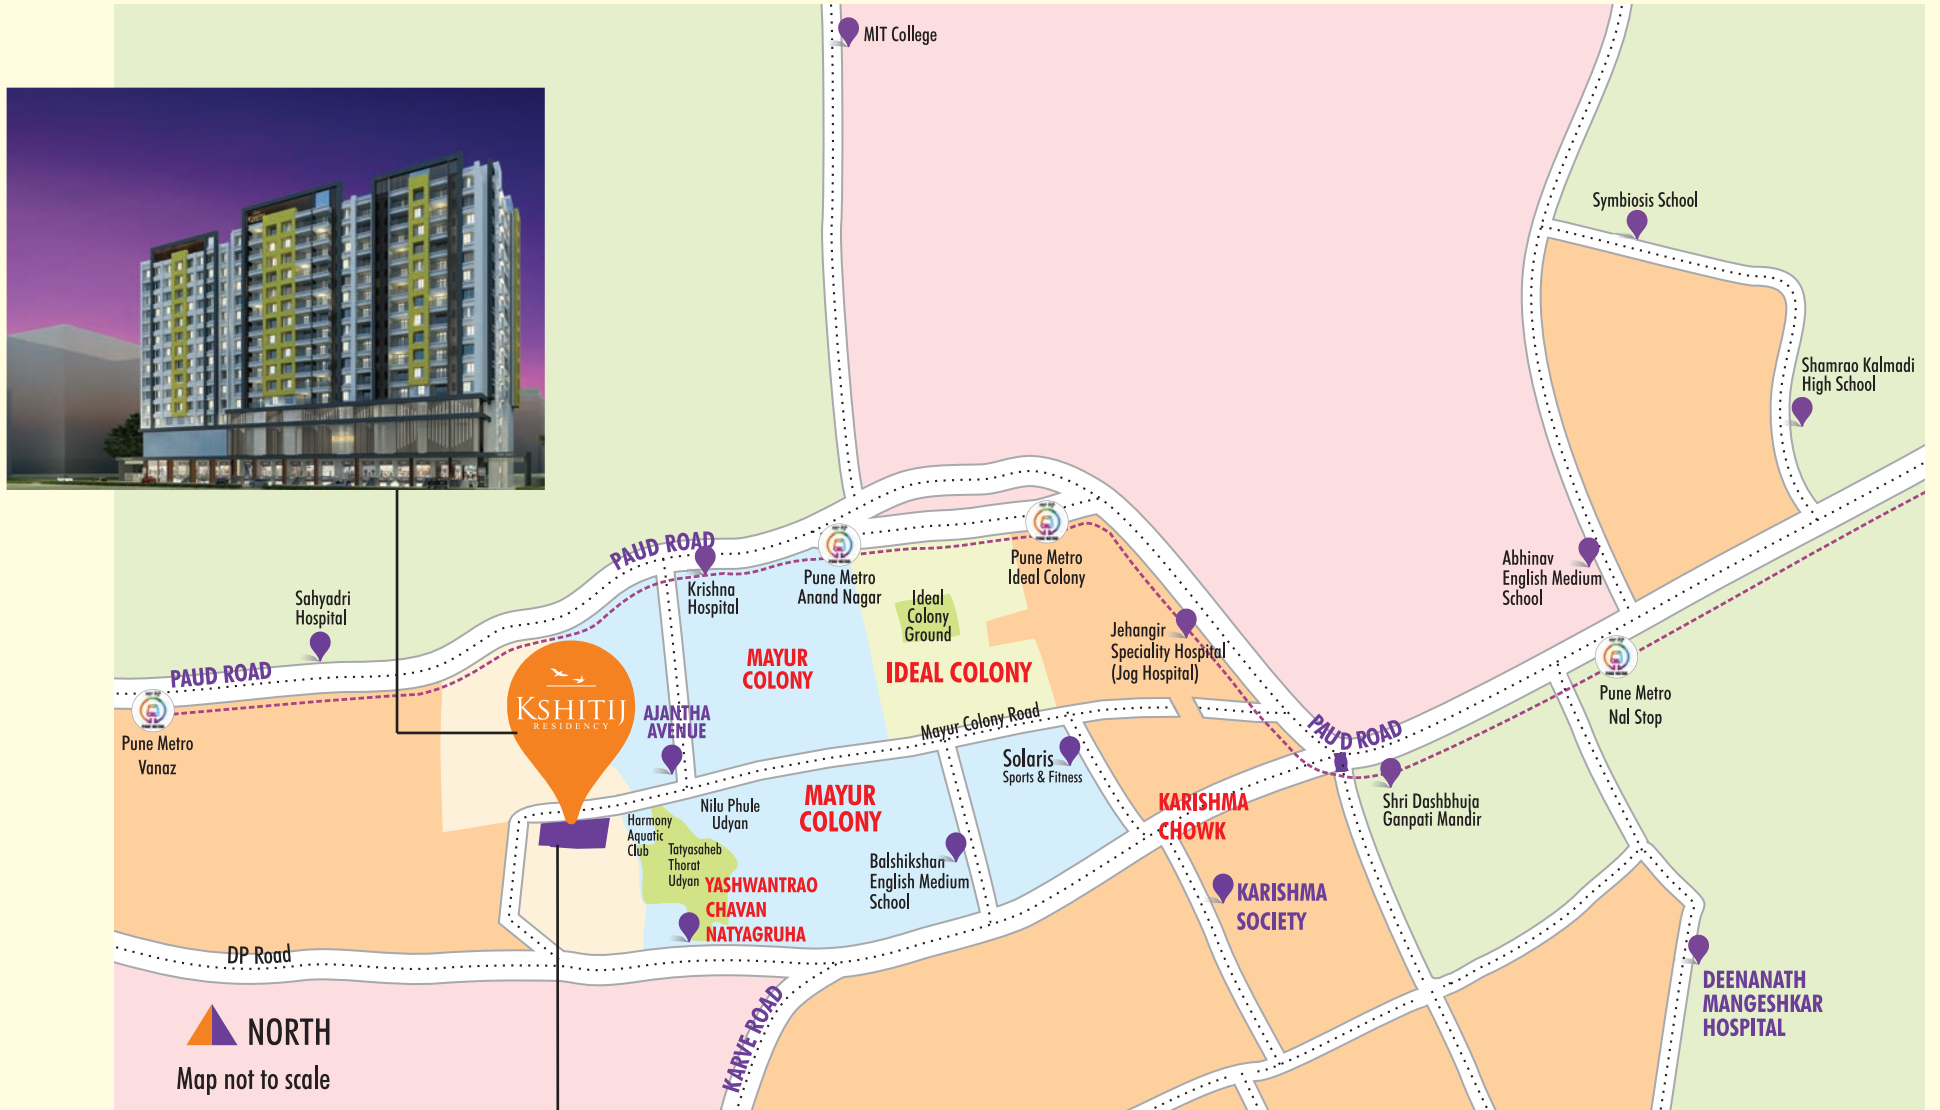 MIT College
Symbiosis School
Shamrao Kalmadi
High School
Abhinav
English Medium
School
PAUD ROAD
Krishna
Hospital
Pune Metro
Anand Nagar
Pune Metro
Ideal Colony
Ideal
Colony
Ground
Sahyadri
Hospital
PAUD ROAD
Pune Metro
Vanaz
MAYUR
COLONY
IDEAL COLONY
Jehangir
Speciality Hospital
(Jog Hospital)
KSHITIJ
RESIDENCY
AJANTHA
AVENUE
Mayur Colony Road
Solaris
Sports & Fitness
PAUD ROAD
Pune Metro
Nal Stop
Shri Dashbhuja
Ganpati Mandir
Nilu Phule
Udyan
MAYUR
COLONY
KARISHMA
CHOWK
Harmony
Aquatic
Club
Tatyasaheb
Thorat
Udyan
YASHWANTRAO
CHAVAN
NATYAGRUHA
Balshikshan
English Medium
School
KARISHMA
SOCIETY
DP Road
DEENANATH
MANGESHKAR
HOSPITAL
KARVE ROAD
NORTH
Map not to scale